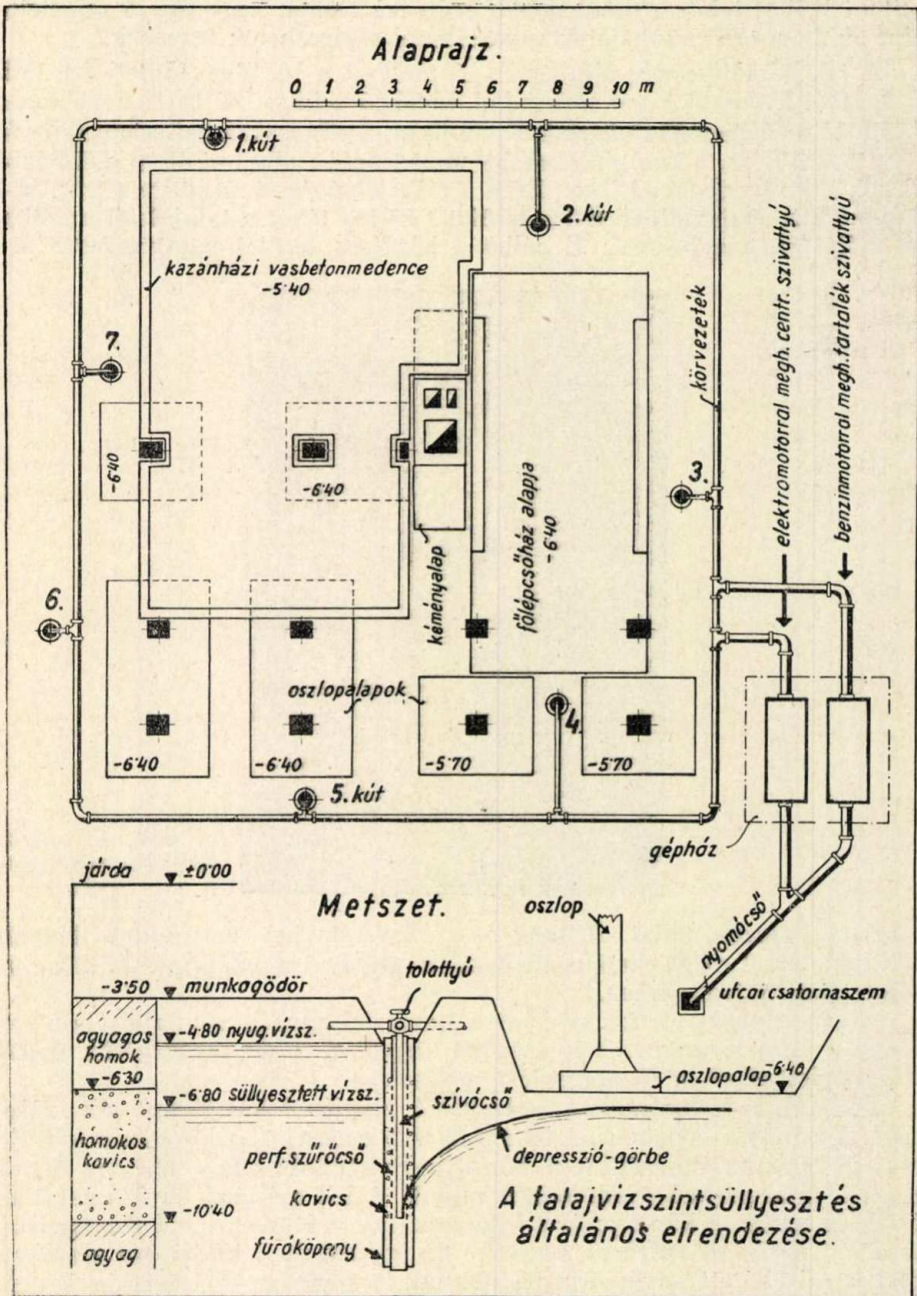 Alaprajz.
0 1 2 3 4 5 6 7 8 9 10 m
1. kút
2. kút
kazánházi vasbetonmedence
-5·40
7.
-6·40
-6·40
kéményalap
főlépcsőház alapja
-6·40
körvezeték
3.
elektromotorral megh. centr. szivattyú
benzinmotorral megh. tartalék szivattyú
6.
oszlopalapok
4.
-6·40
-6·40
-5·70
-5·70
5. kút
gépház
nyomócső
utcai csatornaszem
járda ±0·00
Metszet.
oszlop
tolattyú
-3·50 munkagödör
agyagos
homok
-4·80 nyug. vízsz.
-6·30
-6·80 süllyesztett vízsz.
szívócső
oszlopalap -6·40
homokos
kavics
perf. szűrőcső
depresszió-görbe
kavics
-10·40
fúróköpeny
agyag
A talajvízszintsüllyesztés
általános elrendezése.